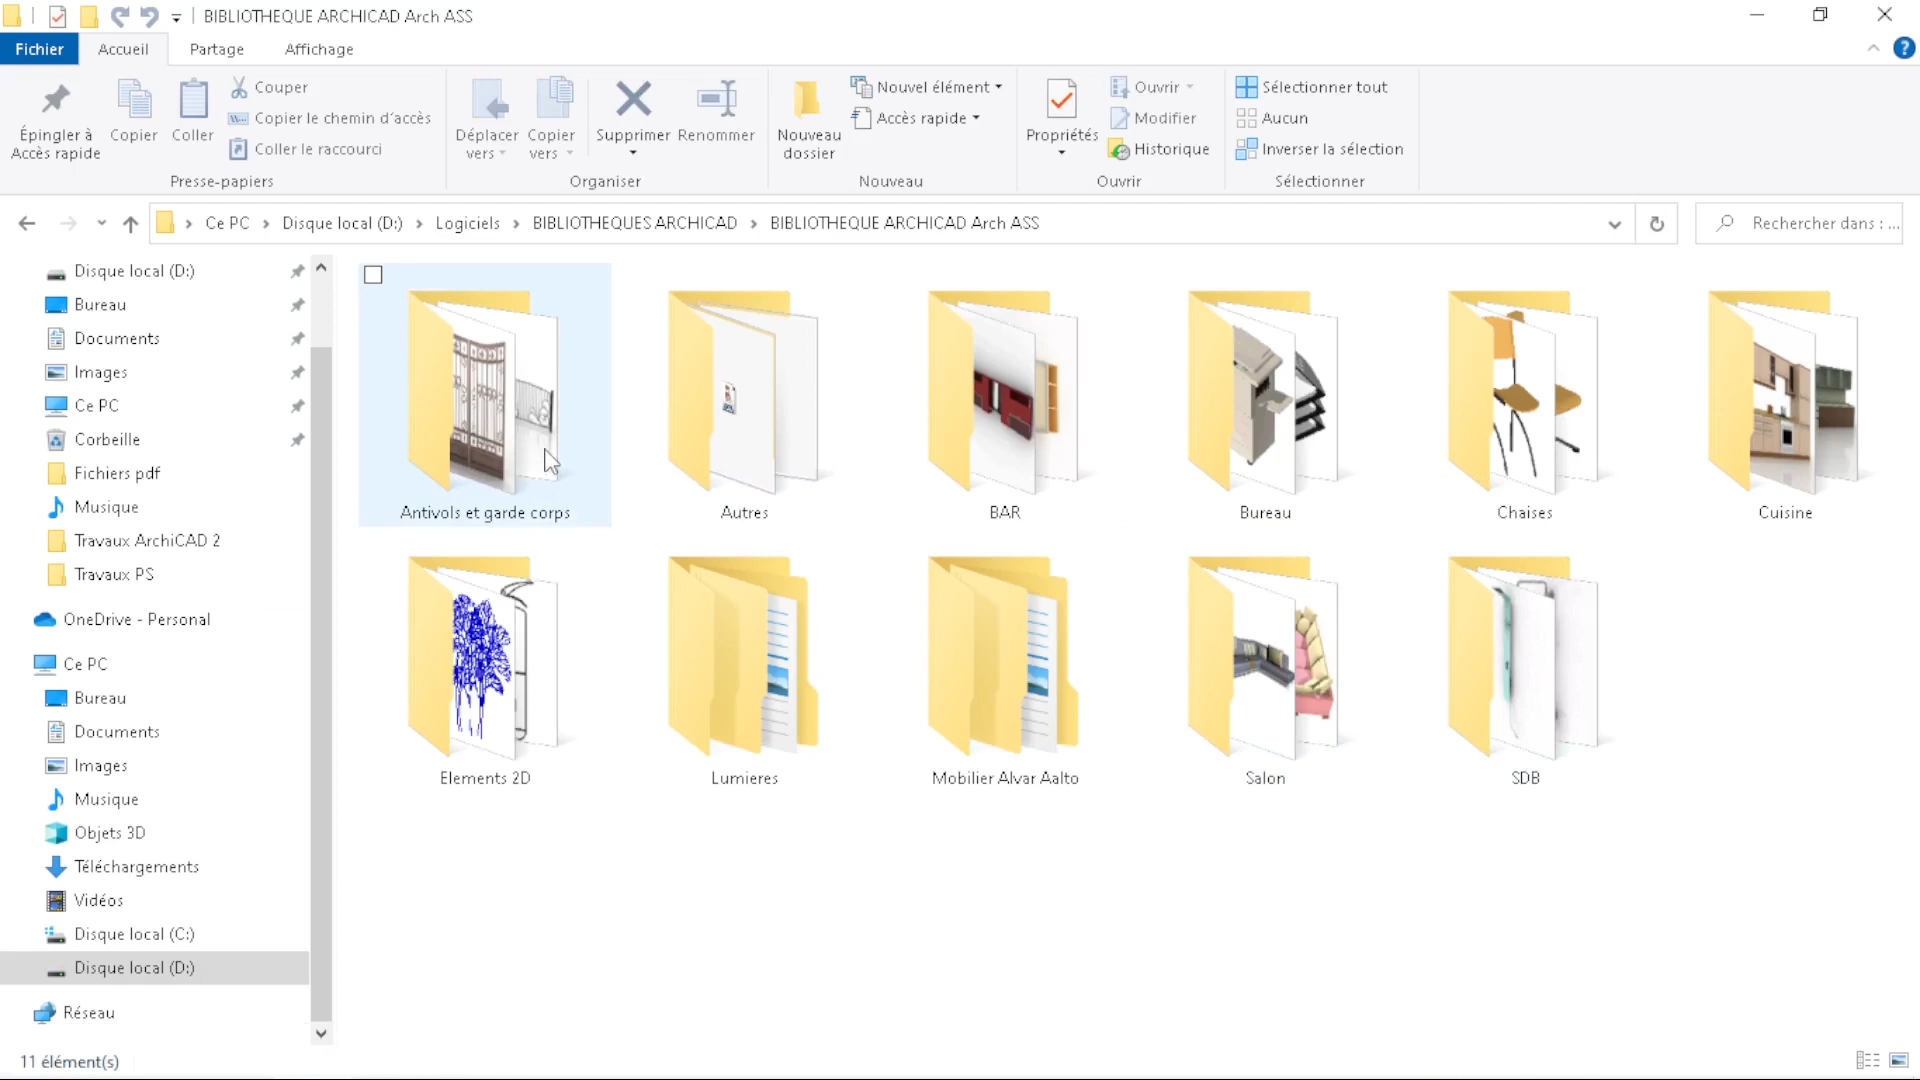 BIBLIOTHEQUE ARCHICAD Arch ASS
Fichier
Accueil
Partage
Affichage
Épingler à
Accès rapide
Copier
Coller
Couper
Copier le chemin d'accès
Coller le raccourci
Presse-papiers
Déplacer
vers
Copier
vers
Supprimer
Renommer
Organiser
Nouveau
dossier
Nouvel élément
Accès rapide
Nouveau
Propriétés
Ouvrir
Modifier
Historique
Ouvrir
Sélectionner tout
Aucun
Inverser la sélection
Sélectionner
Ce PC › Disque local (D:) › Logiciels › BIBLIOTHEQUES ARCHICAD › BIBLIOTHEQUE ARCHICAD Arch ASS
Rechercher dans : ...
Disque local (D:)
Bureau
Documents
Images
Ce PC
Corbeille
Fichiers pdf
Musique
Travaux ArchiCAD 2
Travaux PS
OneDrive - Personal
Ce PC
Bureau
Documents
Images
Musique
Objets 3D
Téléchargements
Vidéos
Disque local (C:)
Disque local (D:)
Réseau
Antivols et garde corps
Autres
BAR
Bureau
Chaises
Cuisine
Elements 2D
Lumieres
Mobilier Alvar Aalto
Salon
SDB
11 élément(s)